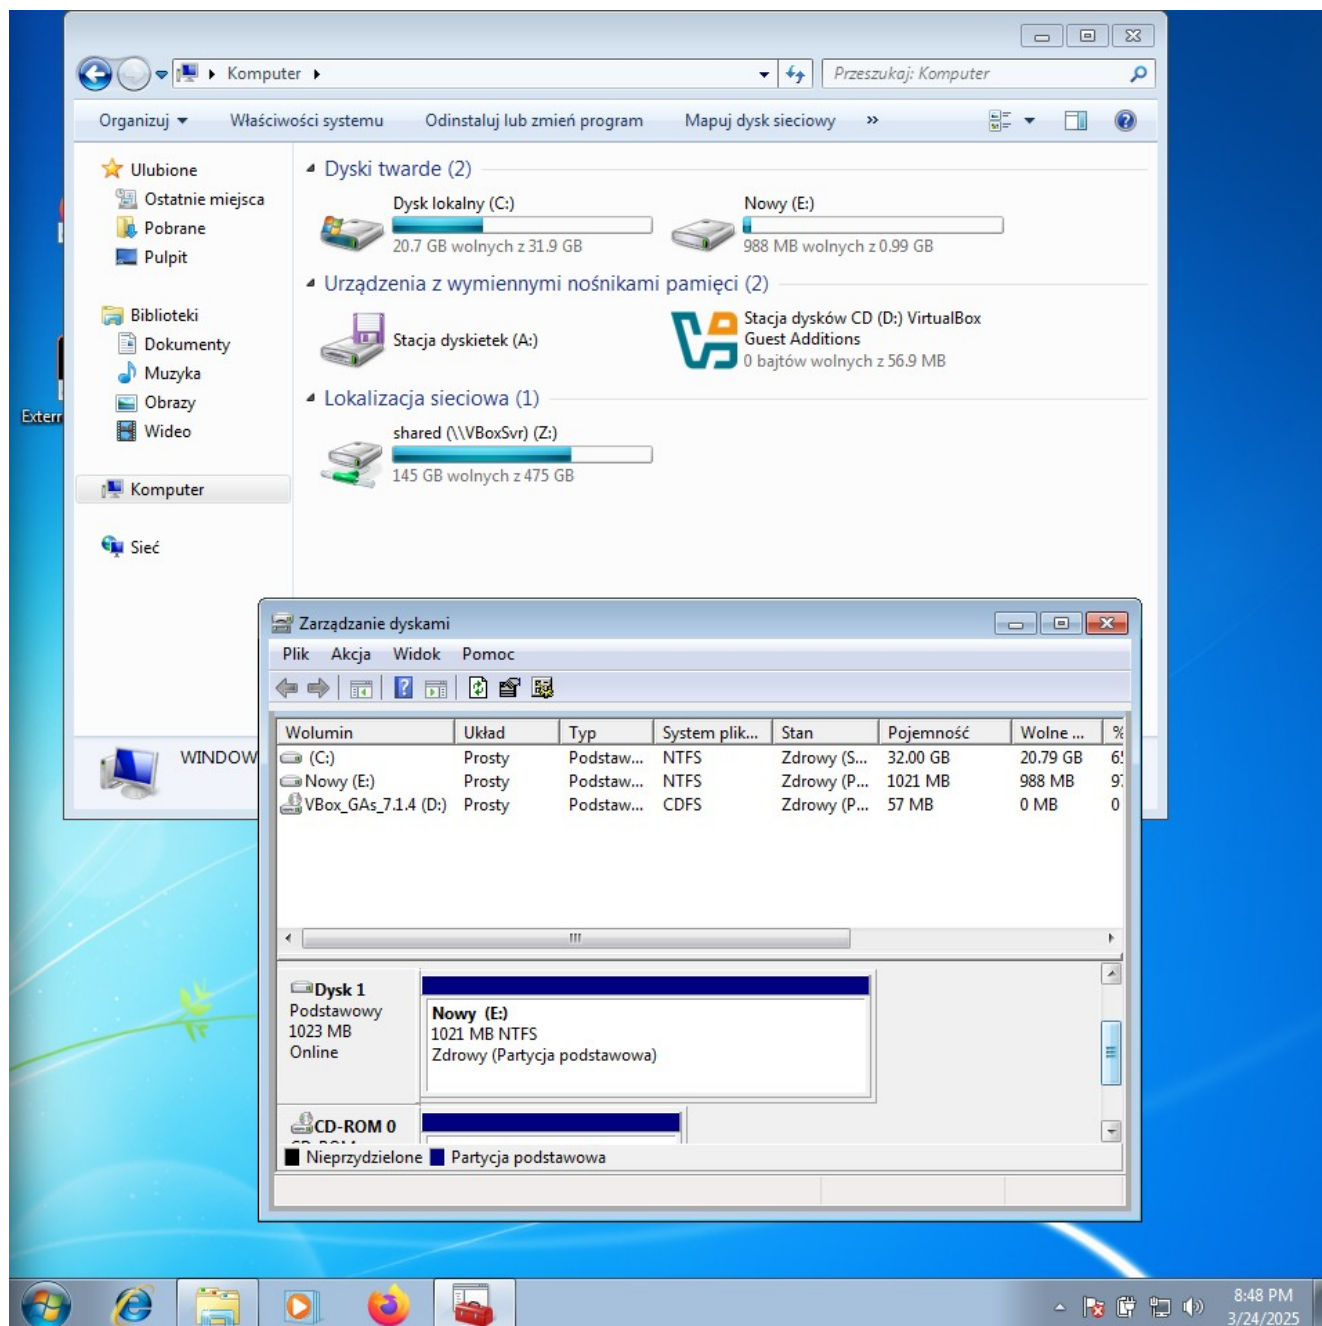 Komputer
Przeszukaj: Komputer
Organizuj Właściwości systemu Odinstaluj lub zmień program Mapuj dysk sieciowy »
Ulubione
Ostatnie miejsca
Pobrane
Pulpit
Biblioteki
Dokumenty
Muzyka
Obrazy
Wideo
Komputer
Sieć
Dyski twarde (2)
Dysk lokalny (C:)
20.7 GB wolnych z 31.9 GB
Nowy (E:)
988 MB wolnych z 0.99 GB
Urządzenia z wymiennymi nośnikami pamięci (2)
Stacja dyskietek (A:)
Stacja dysków CD (D:) VirtualBox
Guest Additions
0 bajtów wolnych z 56.9 MB
Lokalizacja sieciowa (1)
shared (\\VBoxSvr) (Z:)
145 GB wolnych z 475 GB
Extern
WINDOW
Zarządzanie dyskami
Plik Akcja Widok Pomoc
Wolumin Układ Typ System plik... Stan Pojemność Wolne ... %
(C:) Prosty Podstaw... NTFS Zdrowy (S... 32.00 GB 20.79 GB 6
Nowy (E:) Prosty Podstaw... NTFS Zdrowy (P... 1021 MB 988 MB 9
VBox_GAs_7.1.4 (D:) Prosty Podstaw... CDFS Zdrowy (P... 57 MB 0 MB 0
Dysk 1
Podstawowy
1023 MB
Online
Nowy (E:)
1021 MB NTFS
Zdrowy (Partycja podstawowa)
CD-ROM 0
Nieprzydzielone Partycja podstawowa
8:48 PM
3/24/2025